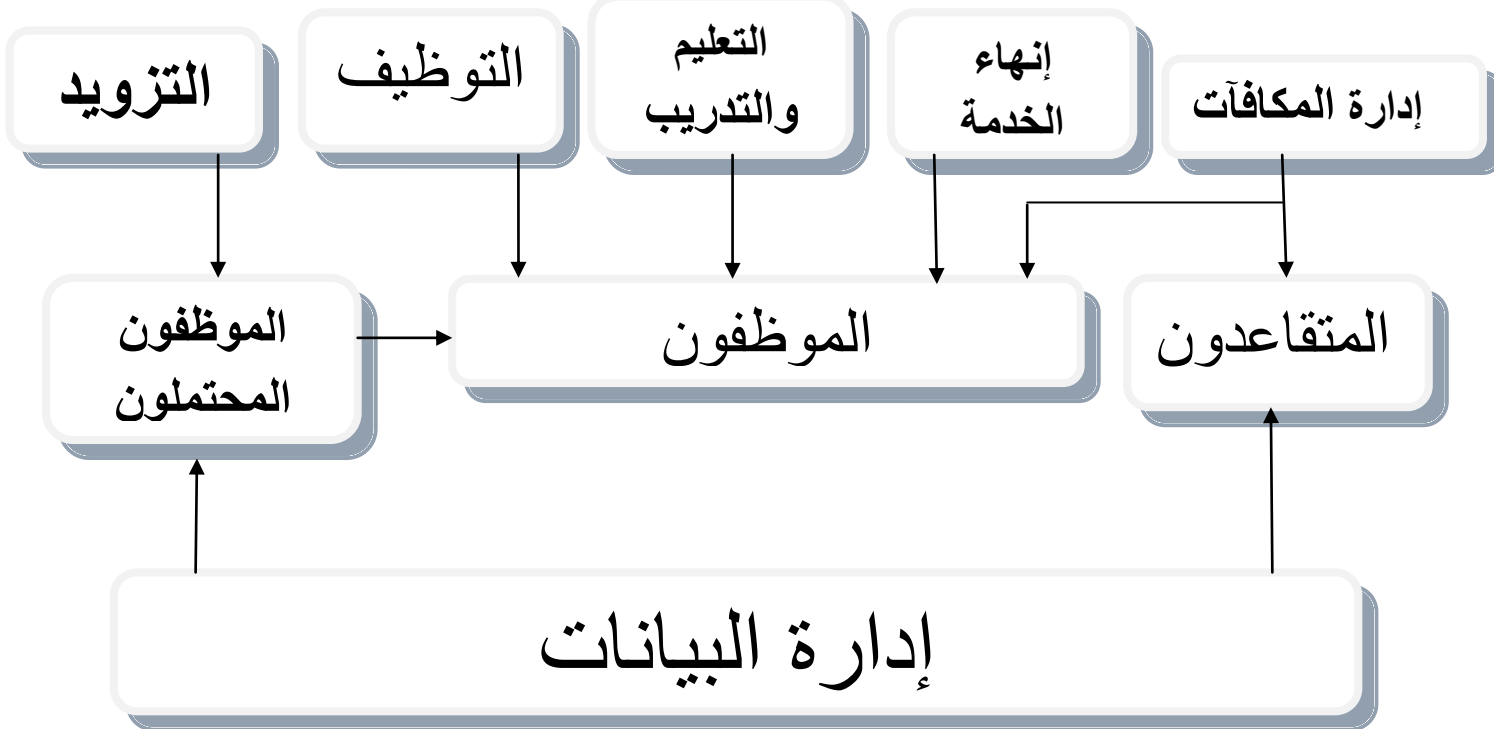 إدارة المكافآت
إنهاء
الخدمة
التعليم
والتدريب
التوظيف
التزويد
المتقاعدون
الموظفون
الموظفون
المحتملون
إدارة البيانات